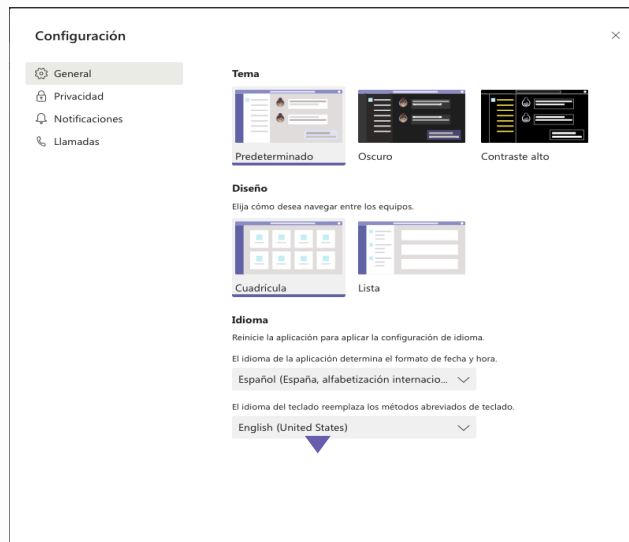 Configuración
General
Privacidad
Notificaciones
Llamadas
Tema
Predeterminado
Oscuro
Contraste alto
Diseño
Elija cómo desea navegar entre los equipos.
Cuadrícula
Lista
Idioma
Reinicie la aplicación para aplicar la configuración de idioma.
El idioma de la aplicación determina el formato de fecha y hora.
Español (España, alfabetización internacio...
El idioma del teclado reemplaza los métodos abreviados de teclado.
English (United States)